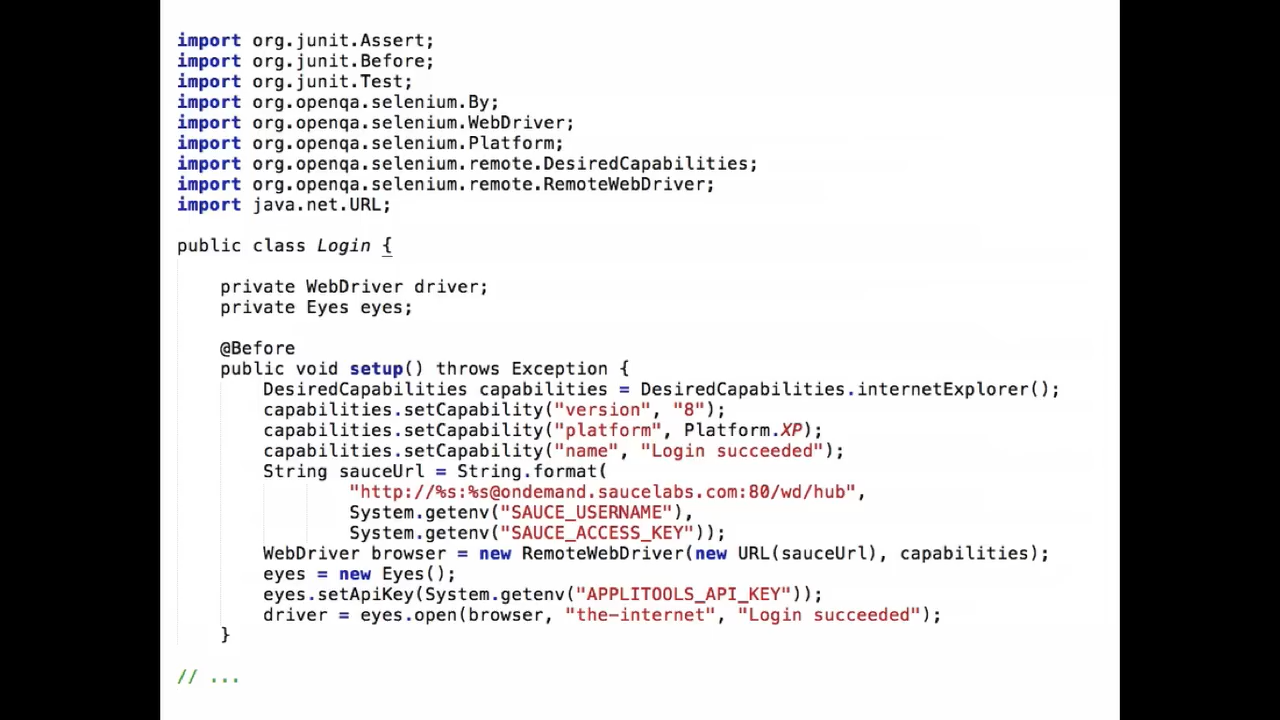 import org.junit.Assert;
import org.junit.Before;
import org.junit.Test;
import org.openqa.selenium.By;
import org.openqa.selenium.WebDriver;
import org.openqa.selenium.Platform;
import org.openqa.selenium.remote.DesiredCapabilities;
import org.openqa.selenium.remote.RemoteWebDriver;
import java.net.URL;
public class Login {
private WebDriver driver;
private Eyes eyes;
@Before
public void setup() throws Exception {
DesiredCapabilities capabilities = DesiredCapabilities.internetExplorer();
capabilities.setCapability("version", "8");
capabilities.setCapability("platform", Platform.XP);
capabilities.setCapability("name", "Login succeeded");
String sauceUrl = String.format(
"http://%s:%s@ondemand.saucelabs.com:80/wd/hub",
System.getenv("SAUCE_USERNAME"),
System.getenv("SAUCE_ACCESS_KEY"));
WebDriver browser = new RemoteWebDriver(new URL(sauceUrl), capabilities);
eyes = new Eyes();
eyes.setApiKey(System.getenv("APPLITOOLS_API_KEY"));
driver = eyes.open(browser, "the-internet", "Login succeeded");
}
// ...